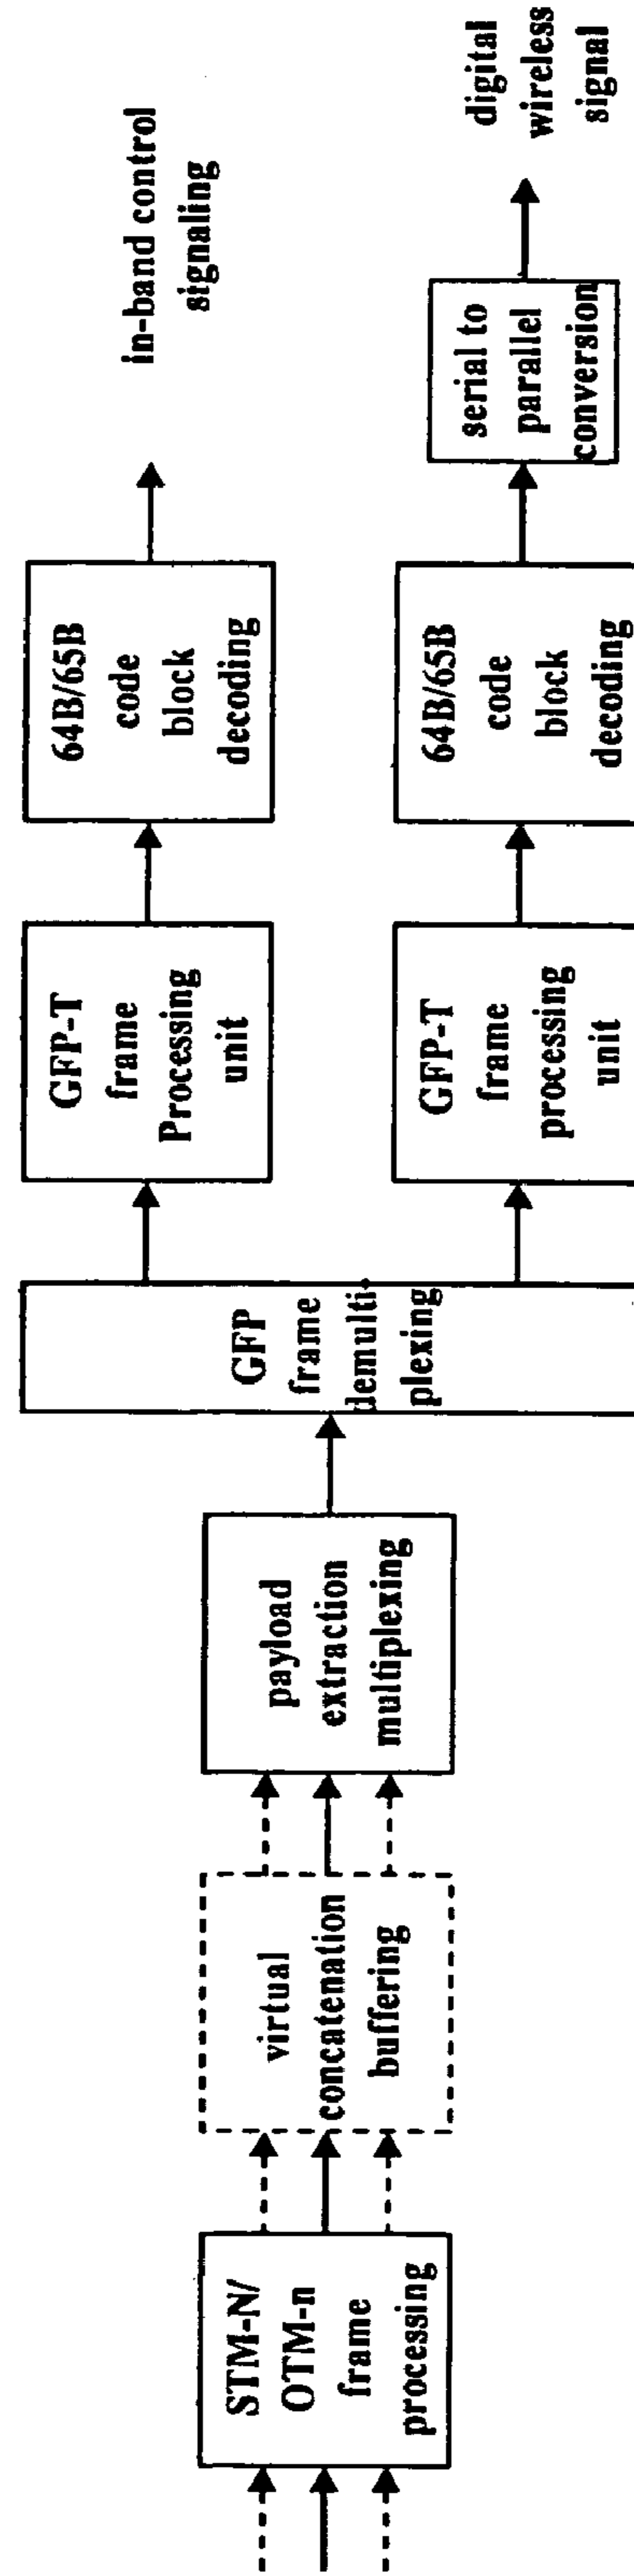 STM-N/
OTM-n
frame
processing
virtual
concatenation
buffering
payload
extraction
multiplexing
GFP
frame
demulti-
plexing
GFP-T
frame
Processing
unit
64B/65B
code
block
decoding
in-band control
signaling
GFP-T
frame
processing
unit
64B/65B
code
block
decoding
serial to
parallel
conversion
digital
wireless
signal